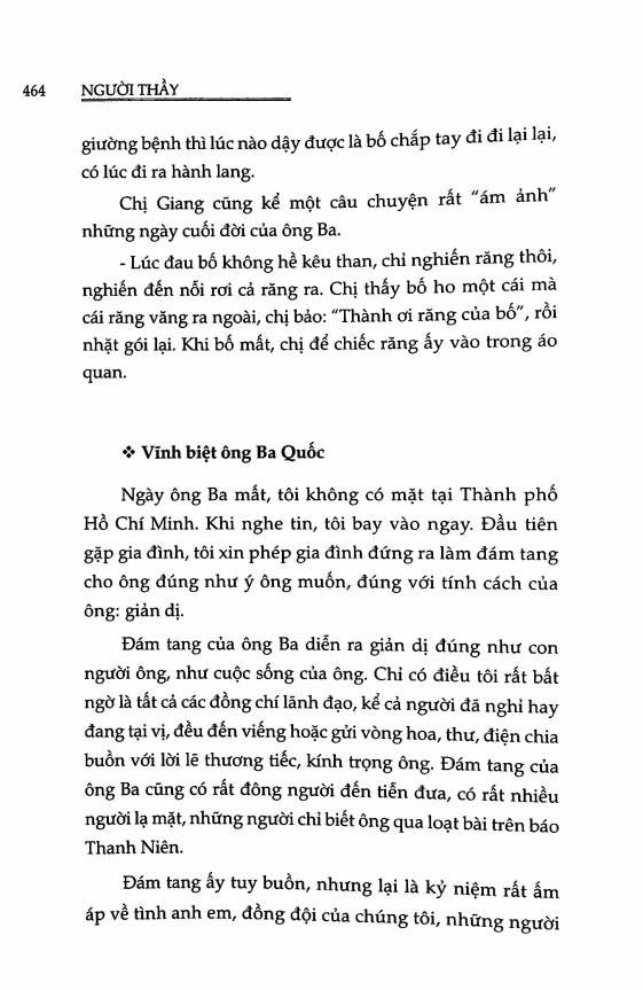 464 NGƯỜI THẦY
giường bệnh thì lúc nào dậy được là bố chắp tay đi đi lại lại,
có lúc đi ra hành lang.
Chị Giang cũng kể một câu chuyện rất "ám ảnh"
những ngày cuối đời của ông Ba.
- Lúc đau bố không hề kêu than, chỉ nghiến răng thôi,
nghiến đến nỗi rơi cả răng ra. Chị thấy bố ho một cái mà
cái răng văng ra ngoài, chị bảo: "Thành ơi răng của bố", rồi
nhặt gói lại. Khi bố mất, chị để chiếc răng ấy vào trong áo
quan.
❖ Vĩnh biệt ông Ba Quốc
Ngày ông Ba mất, tôi không có mặt tại Thành phố
Hồ Chí Minh. Khi nghe tin, tôi bay vào ngay. Đầu tiên
gặp gia đình, tôi xin phép gia đình đứng ra làm đám tang
cho ông đúng như ý ông muốn, đúng với tính cách của
ông: giản dị.
Đám tang của ông Ba diễn ra giản dị đúng như con
người ông, như cuộc sống của ông. Chỉ có điều tôi rất bất
ngờ là tất cả các đồng chí lãnh đạo, kể cả người đã nghỉ hay
đang tại vị, đều đến viếng hoặc gửi vòng hoa, thư, điện chia
buồn với lời lẽ thương tiếc, kính trọng ông. Đám tang của
ông Ba cũng có rất đông người đến tiễn đưa, có rất nhiều
người lạ mặt, những người chỉ biết ông qua loạt bài trên báo
Thanh Niên.
Đám tang ấy tuy buồn, nhưng lại là kỷ niệm rất ấm
áp về tình anh em, đồng đội của chúng tôi, những người